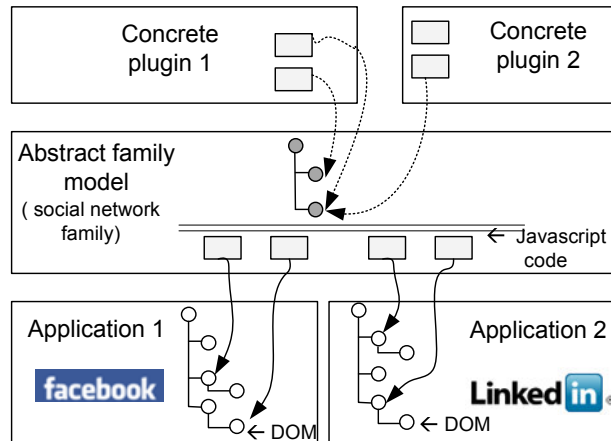 Concrete
plugin 1
Concrete
plugin 2
Abstract family
model
( social network
family)
← Javascript
code
Application 1
facebook
← DOM
Application 2
Linked in ®
← DOM